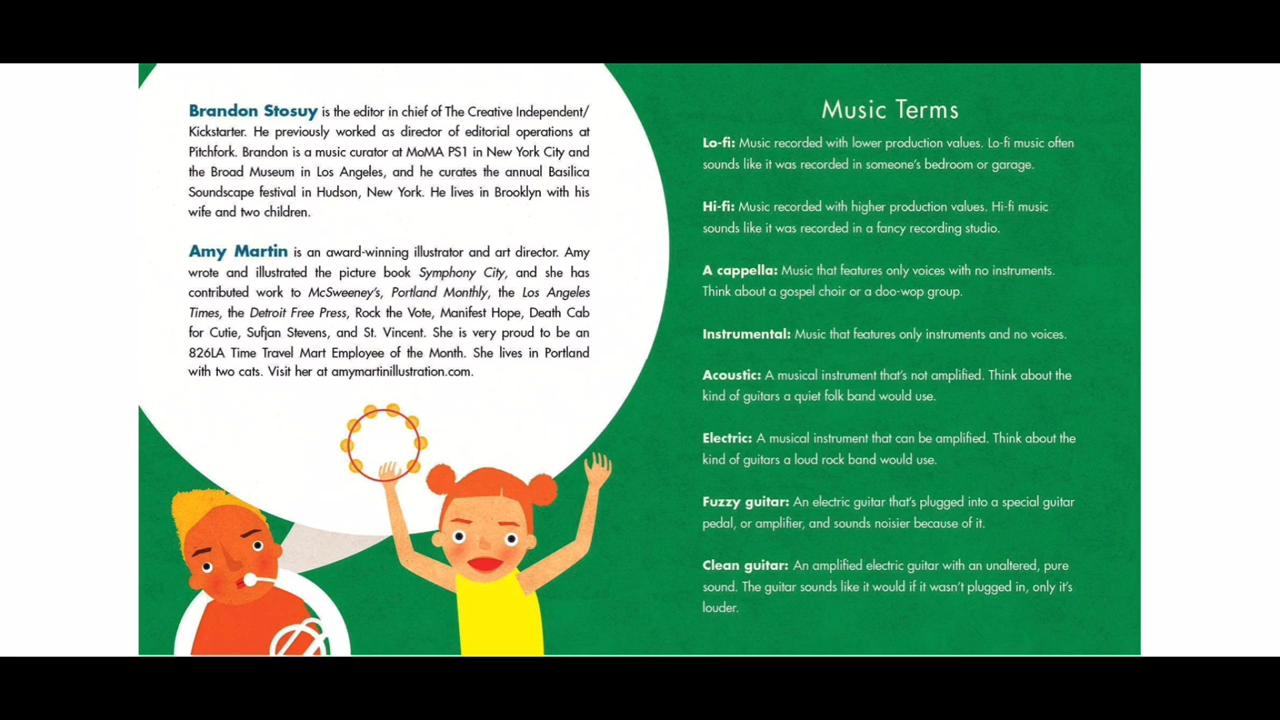 Brandon Stosuy is the editor in chief of The Creative Independent/
Kickstarter. He previously worked as director of editorial operations at
Pitchfork. Brandon is a music curator at MoMA PS1 in New York City and
the Broad Museum in Los Angeles, and he curates the annual Basilica
Soundscape festival in Hudson, New York. He lives in Brooklyn with his
wife and two children.
Amy Martin is an award-winning illustrator and art director. Amy
wrote and illustrated the picture book Symphony City, and she has
contributed work to McSweeney's, Portland Monthly, the Los Angeles
Times, the Detroit Free Press, Rock the Vote, Manifest Hope, Death Cab
for Cutie, Sufjan Stevens, and St. Vincent. She is very proud to be an
826LA Time Travel Mart Employee of the Month. She lives in Portland
with two cats. Visit her at amymartinillustration.com.
Music Terms
Lo-fi: Music recorded with lower production values. Lo-fi music often
sounds like it was recorded in someone's bedroom or garage.
Hi-fi: Music recorded with higher production values. Hi-fi music
sounds like it was recorded in a fancy recording studio.
A cappella: Music that features only voices with no instruments.
Think about a gospel choir or a doo-wop group.
Instrumental: Music that features only instruments and no voices.
Acoustic: A musical instrument that's not amplified. Think about the
kind of guitars a quiet folk band would use.
Electric: A musical instrument that can be amplified. Think about the
kind of guitars a loud rock band would use.
Fuzzy guitar: An electric guitar that's plugged into a special guitar
pedal, or amplifier, and sounds noisier because of it.
Clean guitar: An amplified electric guitar with an unaltered, pure
sound. The guitar sounds like it would if it wasn't plugged in, only it's
louder.